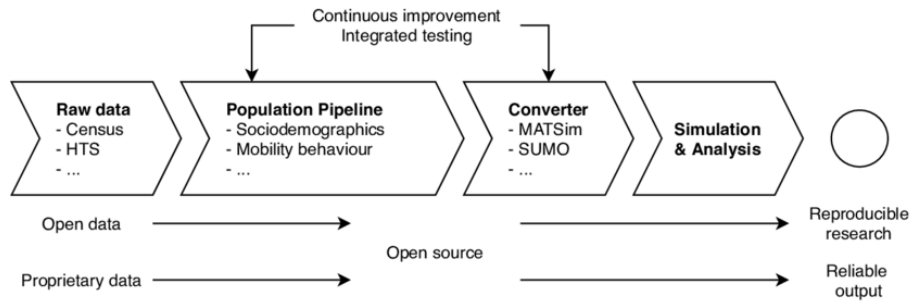 Continuous improvement
Integrated testing
Raw data
- Census
- HTS
- ...
Population Pipeline
- Sociodemographics
- Mobility behaviour
- ...
Converter
- MATSim
- SUMO
- ...
Simulation
& Analysis
Open data
Reproducible
research
Open source
Proprietary data
Reliable
output